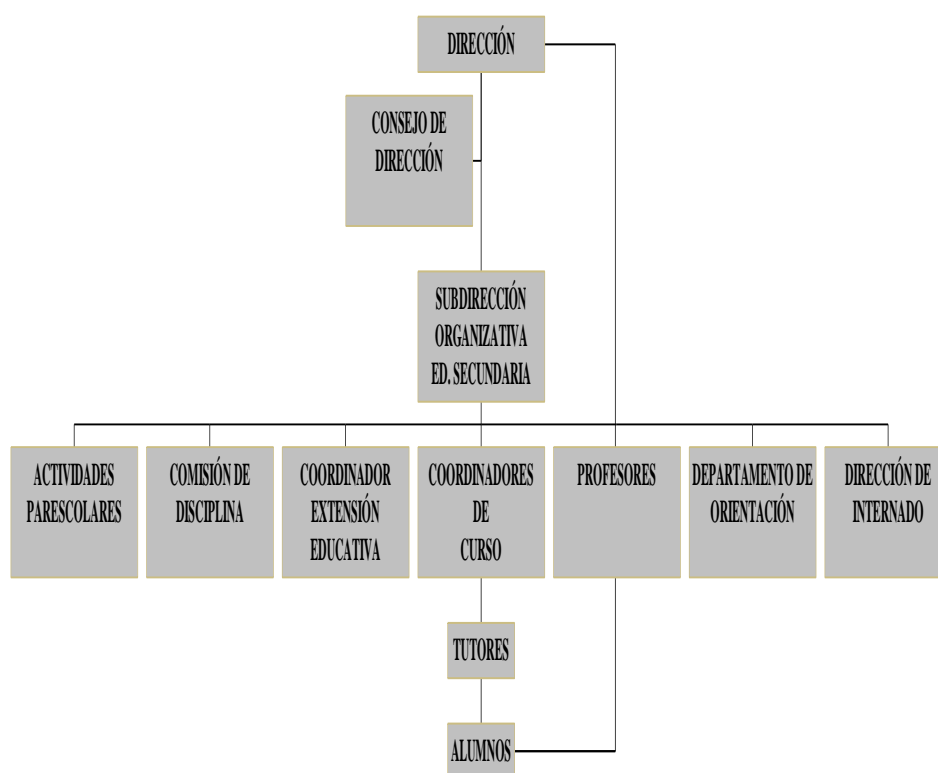 DIRECCIÓN
CONSEJO DE
DIRECCIÓN
SUBDIRECCIÓN
ORGANIZATIVA
ED. SECUNDARIA
ACTIVIDADES
PARESCOLARES
COMISIÓN DE
DISCIPLINA
COORDINADOR
EXTENSIÓN
EDUCATIVA
COORDINADORES
DE
CURSO
PROFESORES
DEPARTAMENTO DE
ORIENTACIÓN
DIRECCIÓN DE
INTERNADO
TUTORES
ALUMNOS